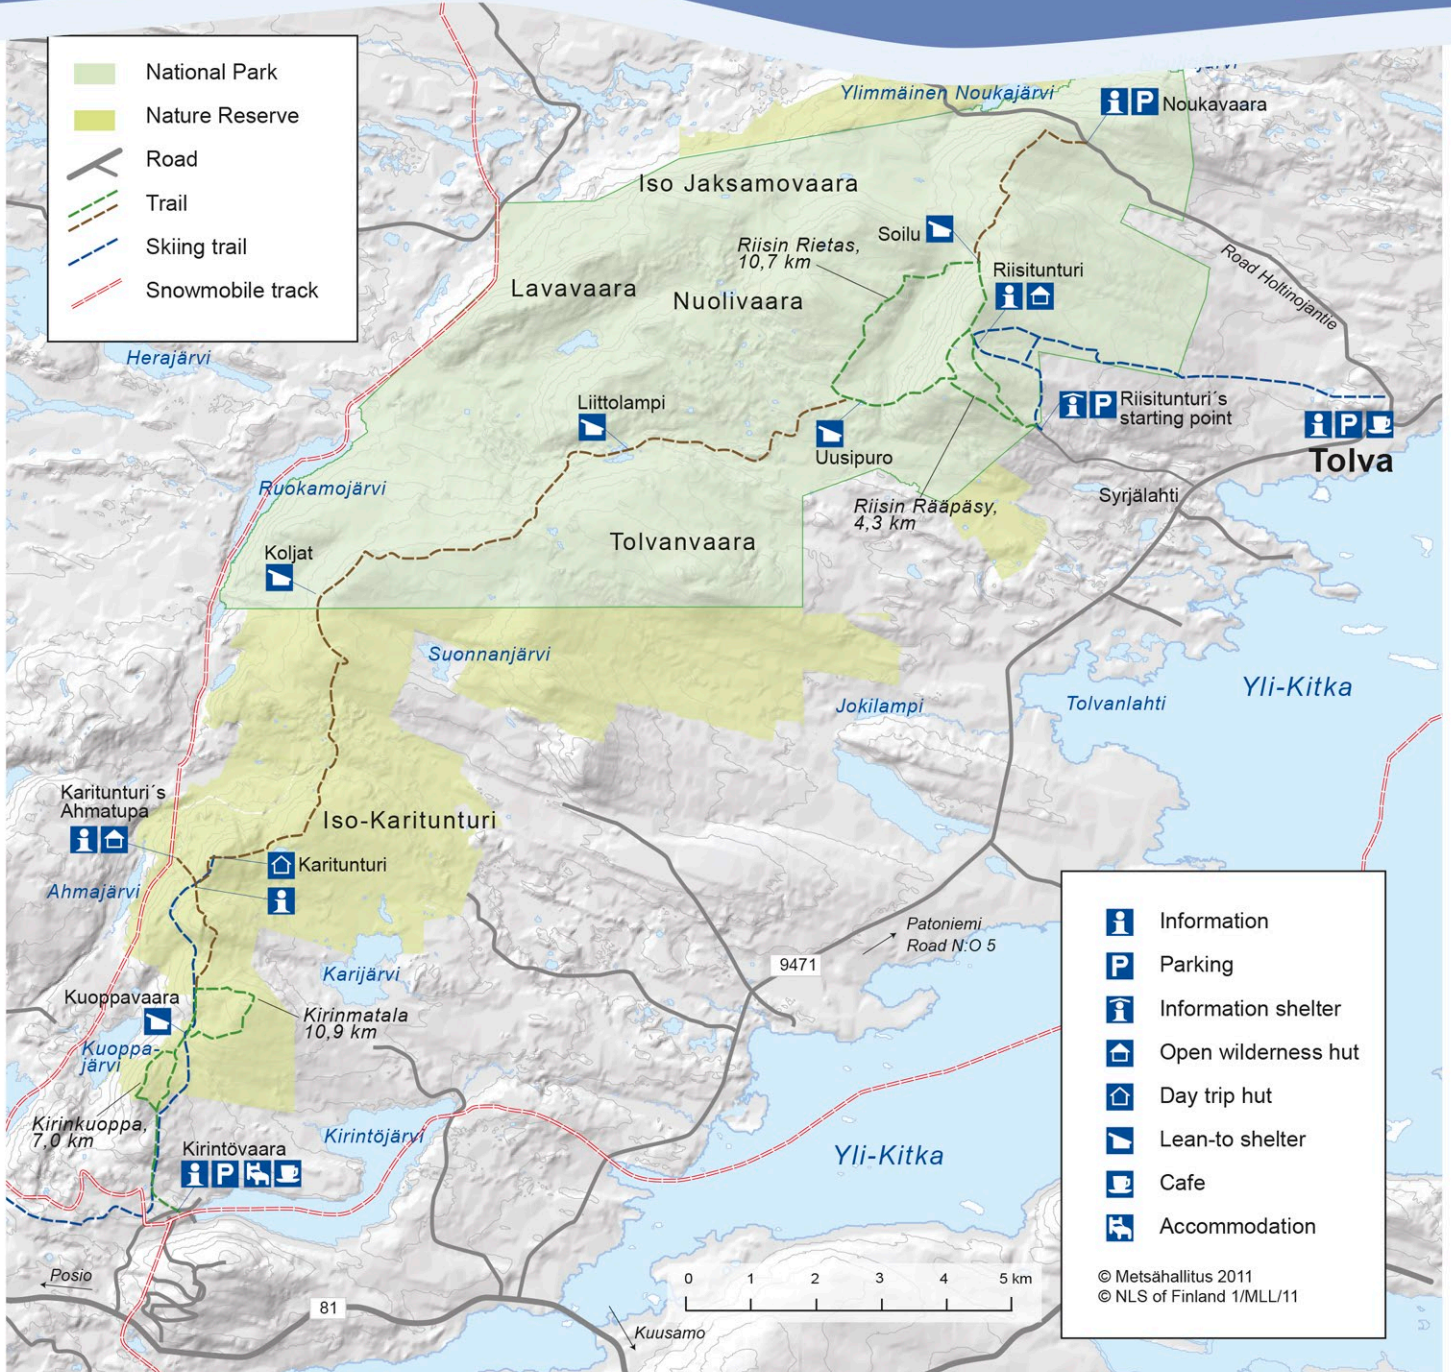 National Park
Nature Reserve
Road
Trail
Skiing trail
Snowmobile track
Ylimmäinen Noukajärvi
Noukavaara
Iso Jaksamovaara
Soilu
Riisin Rietas,
10,7 km
Riisitunturi
Road Holtinojantie
Lavavaara
Nuolivaara
Herajärvi
Liittolampi
Riisitunturi´s
starting point
Uusipuro
Tolva
Ruokamojärvi
Riisin Rääpäsy,
4,3 km
Syrjälahti
Tolvanvaara
Koljat
Suonnanjärvi
Yli-Kitka
Jokilampi
Tolvanlahti
Karitunturi´s
Ahmatupa
Iso-Karitunturi
Karitunturi
Ahmajärvi
Patoniemi
Road N:O 5
9471
Karijärvi
Kuoppavaara
Kirinmatala
10,9 km
Kuoppa-
järvi
Kirinkuoppa,
7,0 km
Kirintöjärvi
Kirintövaara
Yli-Kitka
Posio
81
Kuusamo
0 1 2 3 4 5 km
Information
Parking
Information shelter
Open wilderness hut
Day trip hut
Lean-to shelter
Cafe
Accommodation
© Metsähallitus 2011
© NLS of Finland 1/MLL/11